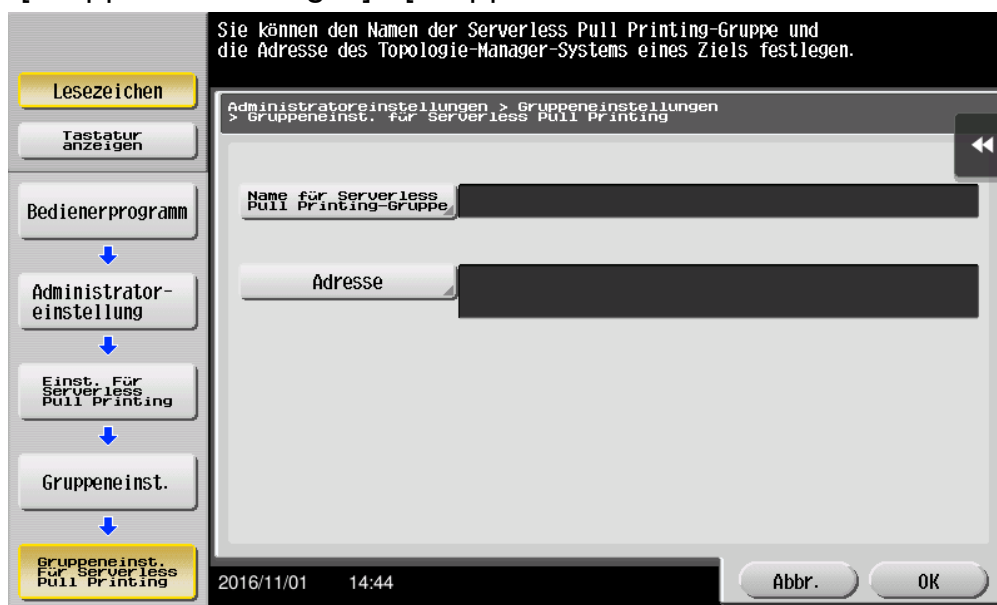 Sie können den Namen der Serverless Pull Printing-Gruppe und
die Adresse des Topologie-Manager-Systems eines Ziels festlegen.
Lesezeichen
Tastatur
anzeigen
Bedienerprogramm
Administrator-
einstellung
Einst. Für
Serverless
Pull Printing
Gruppeneinst.
Gruppeneinst.
Für Serverless
Pull Printing
Administratoreinstellungen > Gruppeneinstellungen
> Gruppeneinst. für Serverless Pull Printing
Name für Serverless
Pull Printing-Gruppe
Adresse
2016/11/01 14:44
Abbr.
OK